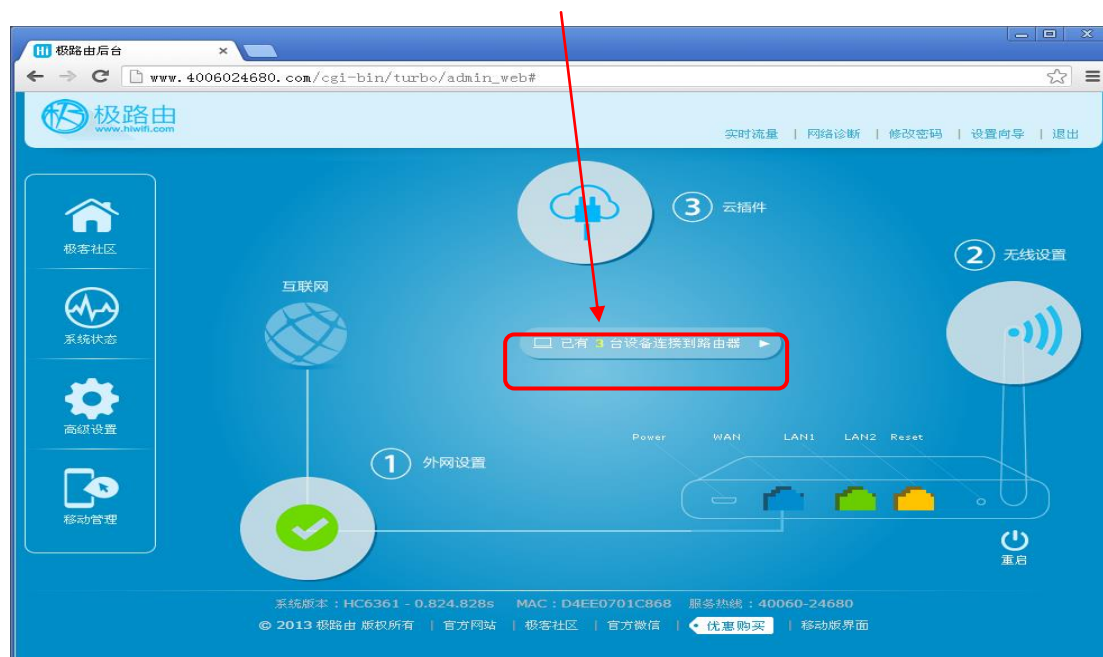 极路由后台
www.4006024680.com/cgi-bin/turbo/admin_web#
极路由
www.hiwifi.com
实时流量 | 网络诊断 | 修改密码 | 设置向导 | 退出
3 云插件
极客社区
2 无线设置
互联网
系统状态
已有 3 台设备连接到路由器
高级设置
Power WAN LAN1 LAN2 Reset
1 外网设置
移动管理
重启
系统版本：HC6361 - 0.824.828s MAC：D4EE0701C868 服务热线：40060-24680
© 2013 极路由 版权所有 | 官方网站 | 极客社区 | 官方微信 | 优惠购买 | 移动版界面